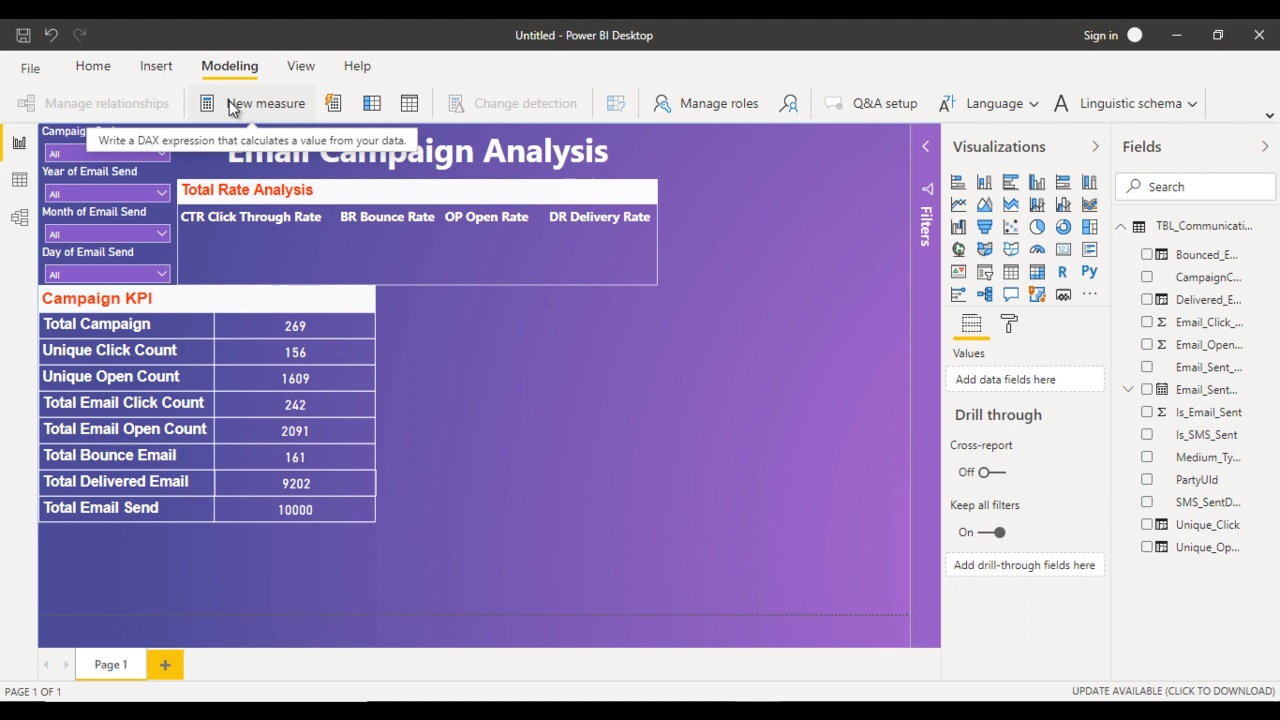 Untitled - Power BI Desktop
Sign in
File Home Insert Modeling View Help
Manage relationships New measure Change detection Manage roles Q&A setup Language Linguistic schema
Write a DAX expression that calculates a value from your data.
Campaign
All
Year of Email Send
All
Month of Email Send
All
Day of Email Send
All
Email Campaign Analysis
Total Rate Analysis
CTR Click Through Rate BR Bounce Rate OP Open Rate DR Delivery Rate
Campaign KPI
Total Campaign 269
Unique Click Count 156
Unique Open Count 1609
Total Email Click Count 242
Total Email Open Count 2091
Total Bounce Email 161
Total Delivered Email 9202
Total Email Send 10000
Filters
Visualizations
R Py
Values
Add data fields here
Drill through
Cross-report
Off
Keep all filters
On
Add drill-through fields here
Fields
Search
TBL_Communicati...
Bounced_E...
CampaignC...
Delivered_E...
Email_Click_...
Email_Open...
Email_Sent_...
Email_Sent...
Is_Email_Sent
Is_SMS_Sent
Medium_Ty...
PartyUId
SMS_SentD...
Unique_Click
Unique_Op...
Page 1
PAGE 1 OF 1
UPDATE AVAILABLE (CLICK TO DOWNLOAD)